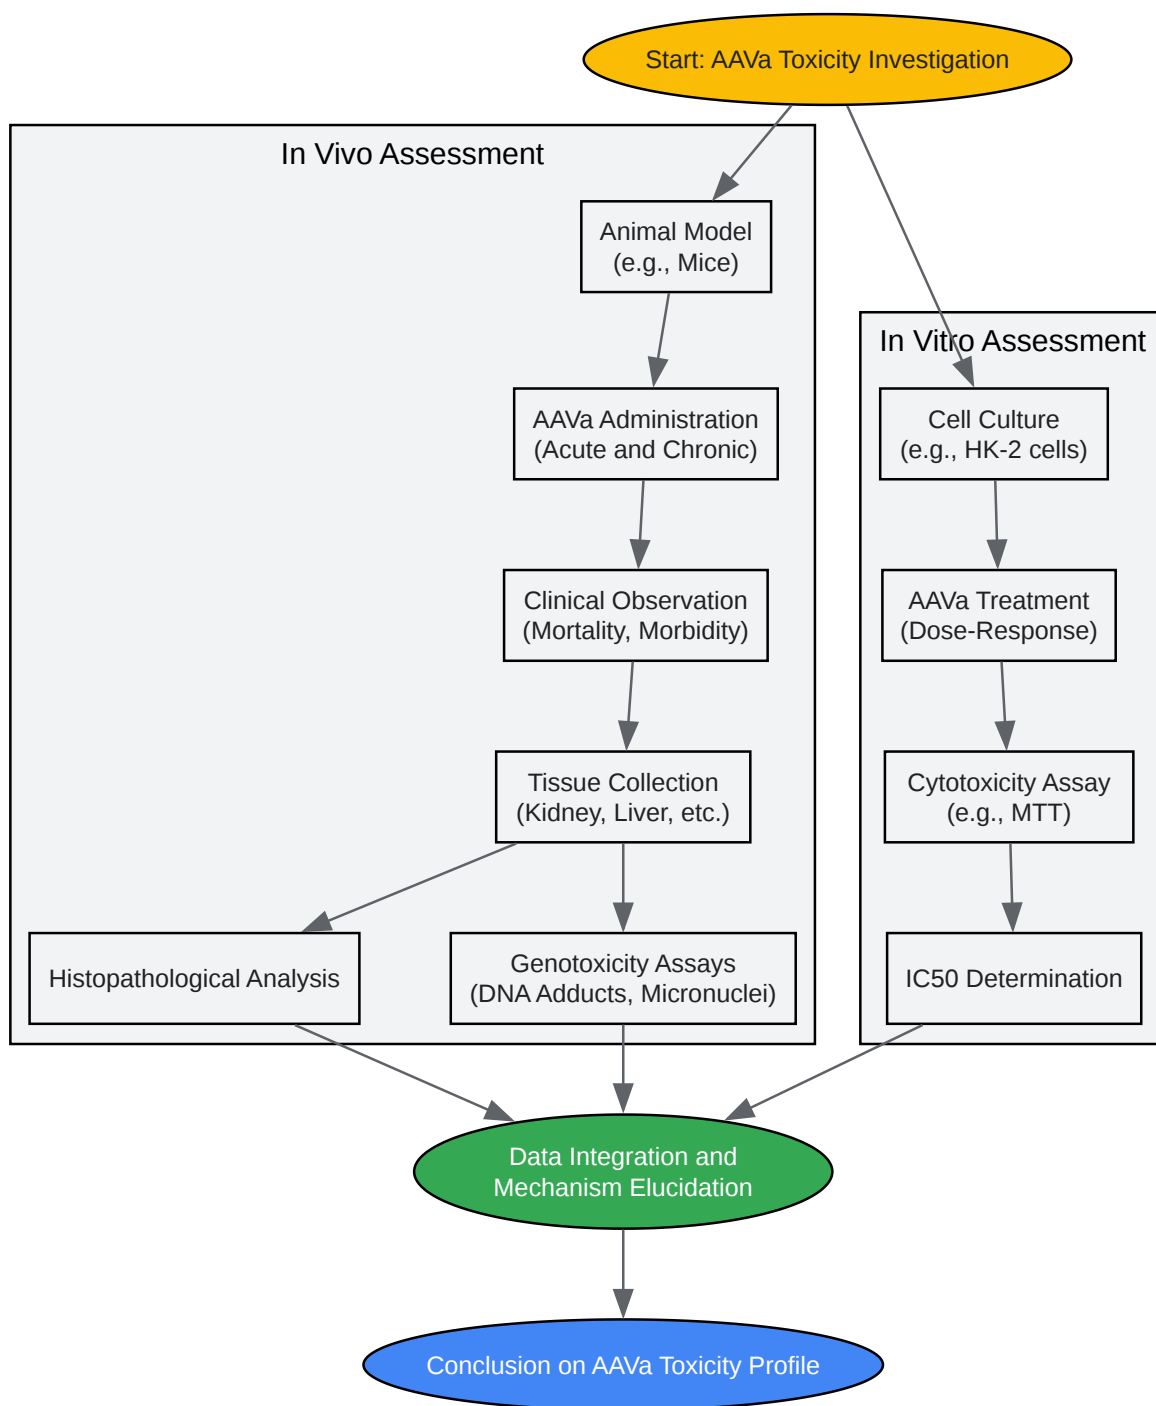 Start: AAVa Toxicity Investigation
In Vivo Assessment
Animal Model
(e.g., Mice)
AAVa Administration
(Acute and Chronic)
Clinical Observation
(Mortality, Morbidity)
Tissue Collection
(Kidney, Liver, etc.)
Histopathological Analysis
Genotoxicity Assays
(DNA Adducts, Micronuclei)
In Vitro Assessment
Cell Culture
(e.g., HK-2 cells)
AAVa Treatment
(Dose-Response)
Cytotoxicity Assay
(e.g., MTT)
IC50 Determination
Data Integration and
Mechanism Elucidation
Conclusion on AAVa Toxicity Profile